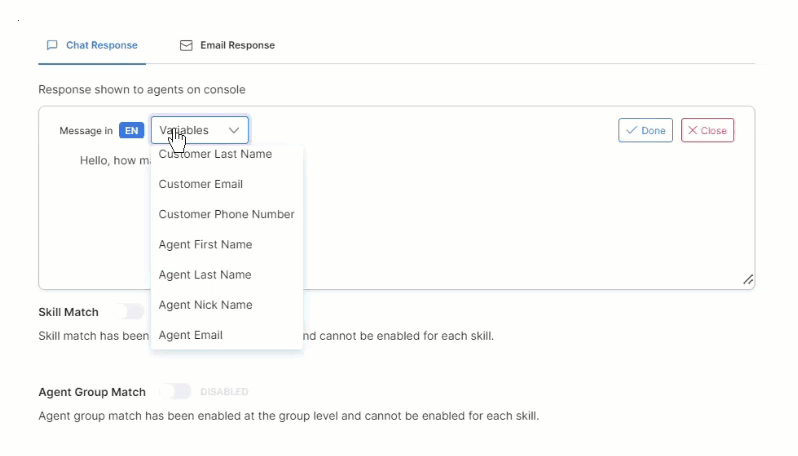 Chat Response
Email Response
Response shown to agents on console
Message in EN Variables Done Close
Hello, how
Customer Last Name
Customer Email
Customer Phone Number
Agent First Name
Agent Last Name
Agent Nick Name
Agent Email
Skill Match
Skill match has been nd cannot be enabled for each skill.
Agent Group Match DISABLED
Agent group match has been enabled at the group level and cannot be enabled for each skill.